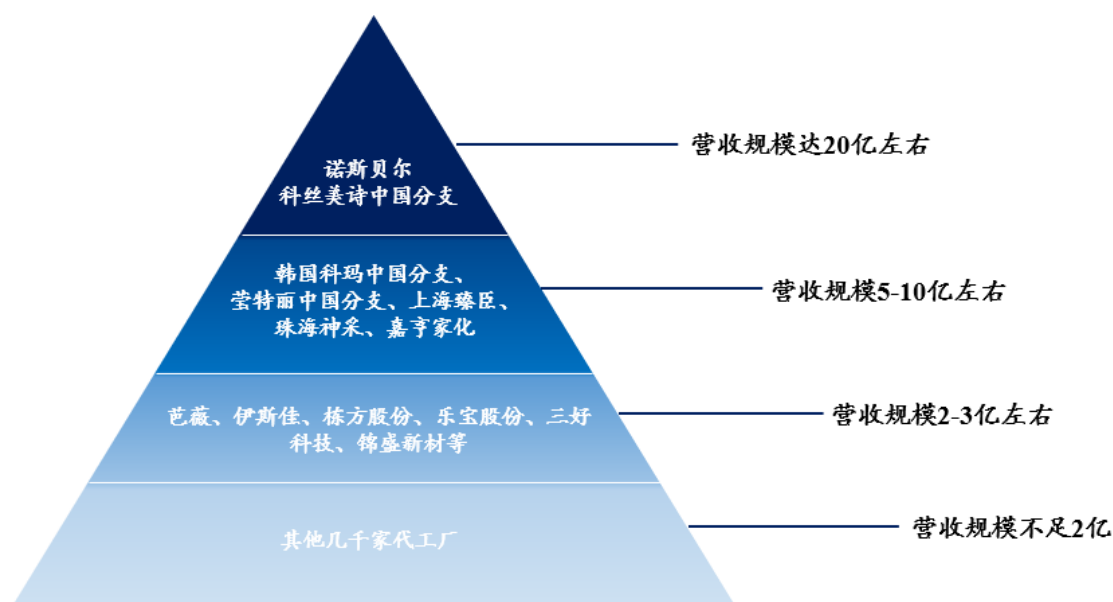 诺斯贝尔
科丝美诗中国分支
营收规模达20亿左右
韩国科玛中国分支、
莹特丽中国分支、上海臻臣、
珠海神采、嘉亨家化
营收规模5-10亿左右
芭薇、伊斯佳、栋方股份、乐宝股份、三好
科技、锦盛新材等
营收规模2-3亿左右
其他几千家代工厂
营收规模不足2亿